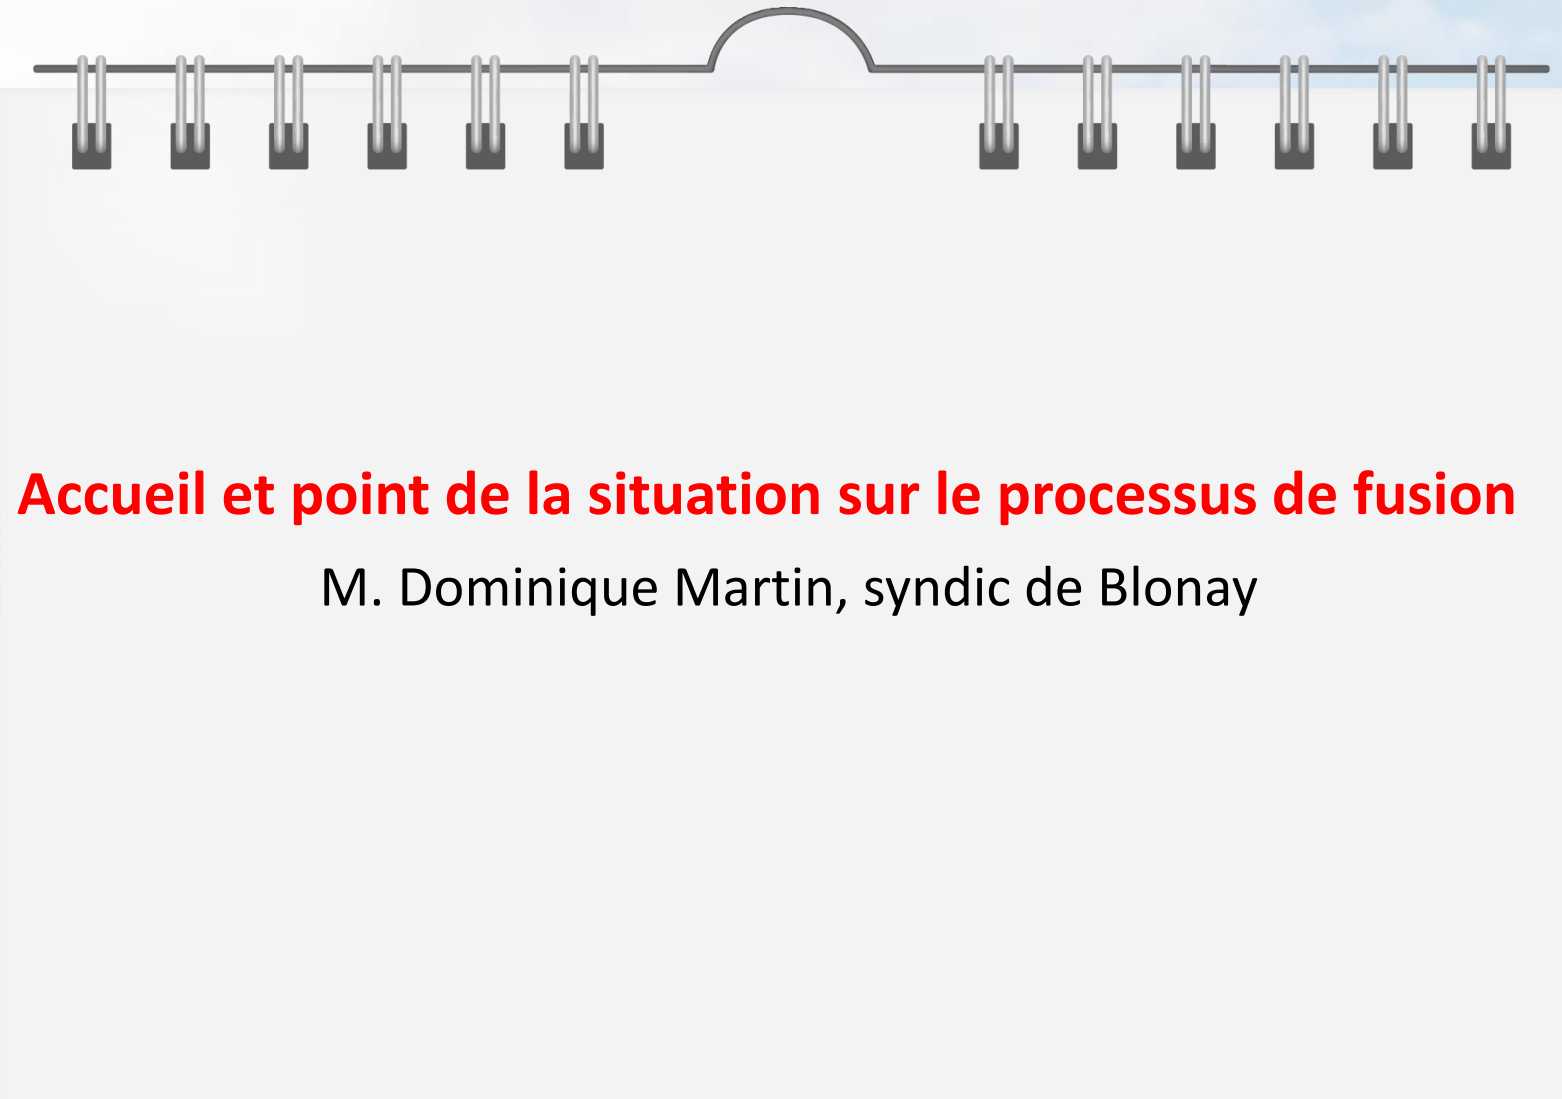 Accueil et point de la situation sur le processus de fusion
M. Dominique Martin, syndic de Blonay